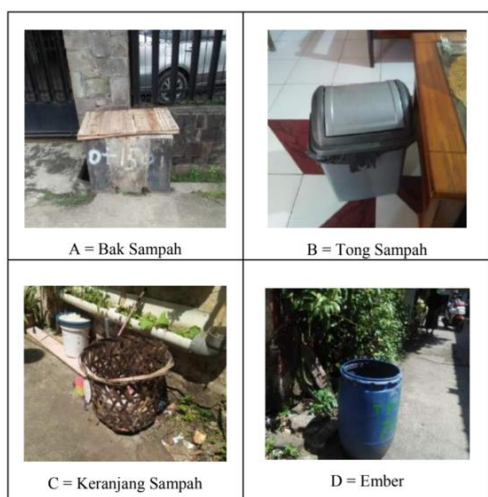 A = Bak Sampah
B = Tong Sampah
C = Keranjang Sampah
D = Ember